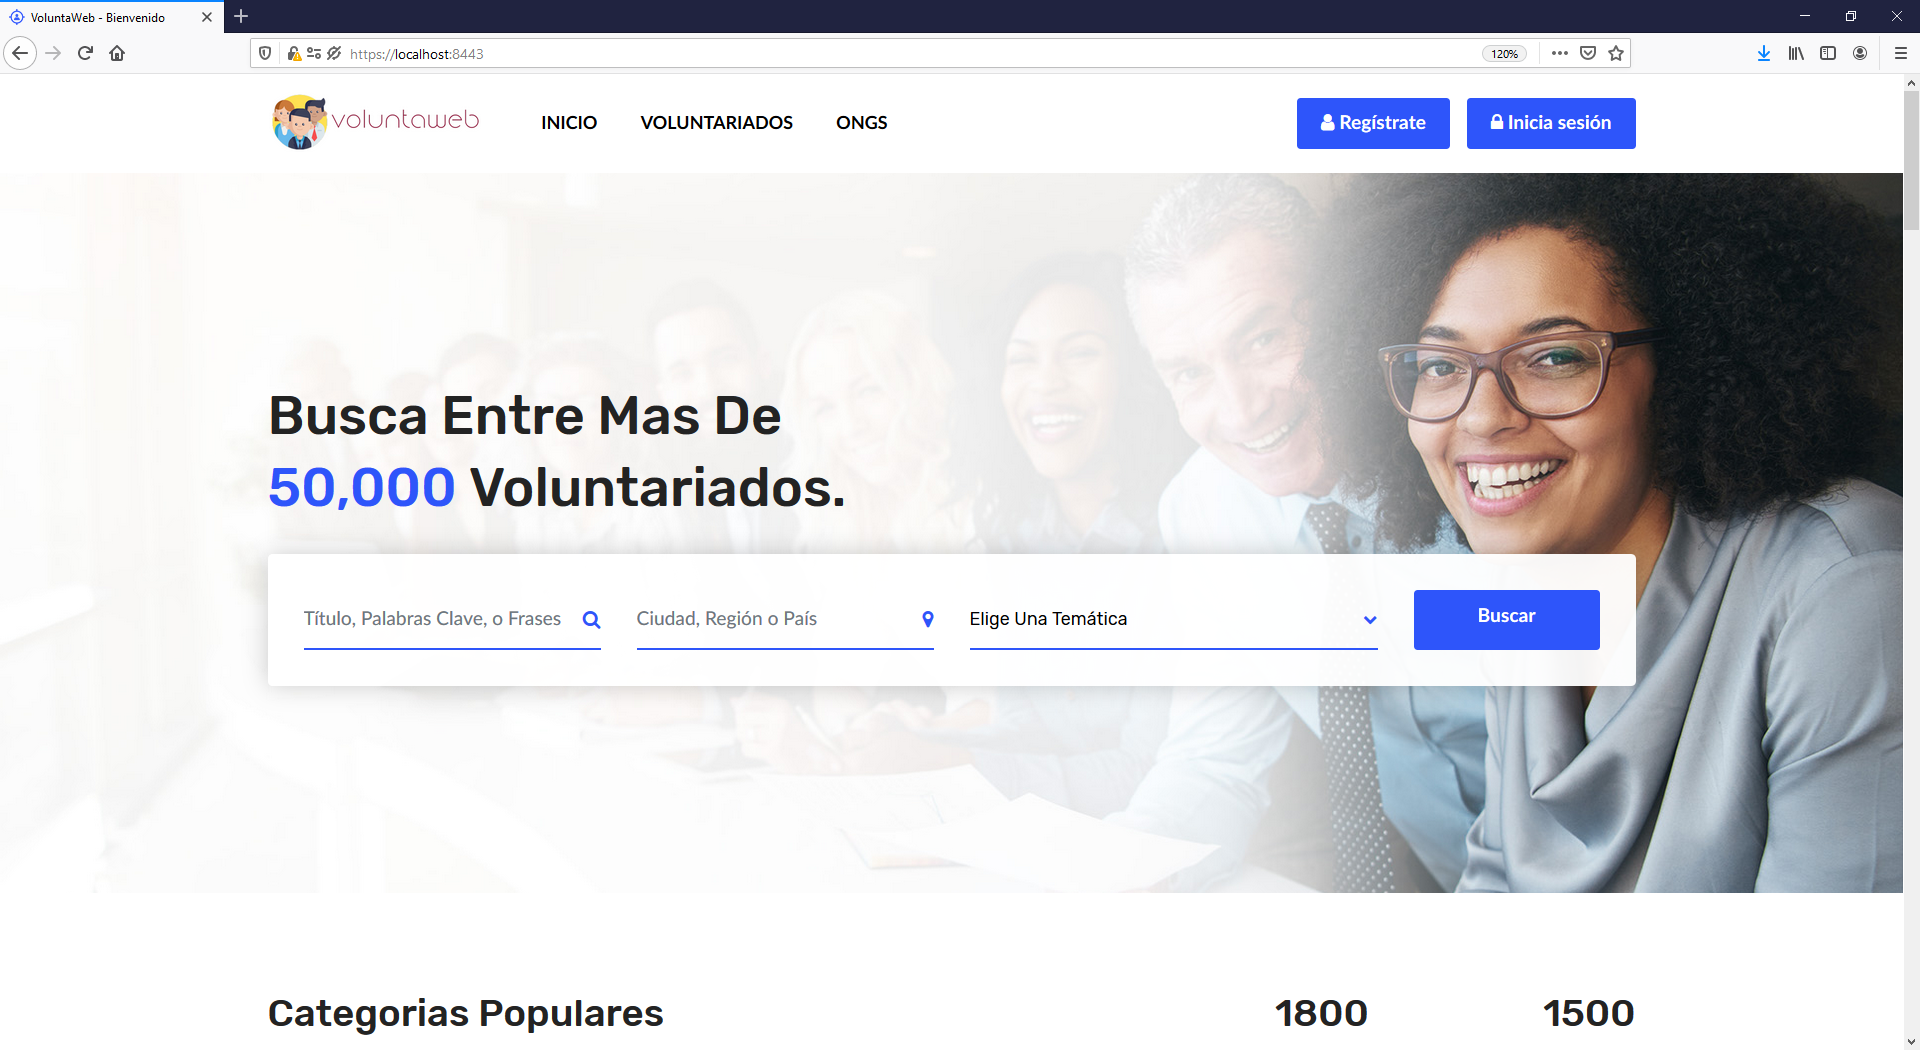 VoluntaWeb - Bienvenido
https://localhost:8443
120%
voluntaweb
INICIO
VOLUNTARIADOS
ONGS
Regístrate
Inicia sesión
Busca Entre Mas De
50,000 Voluntariados.
Título, Palabras Clave, o Frases
Ciudad, Región o País
Elige Una Temática
Buscar
Categorias Populares
1800
1500